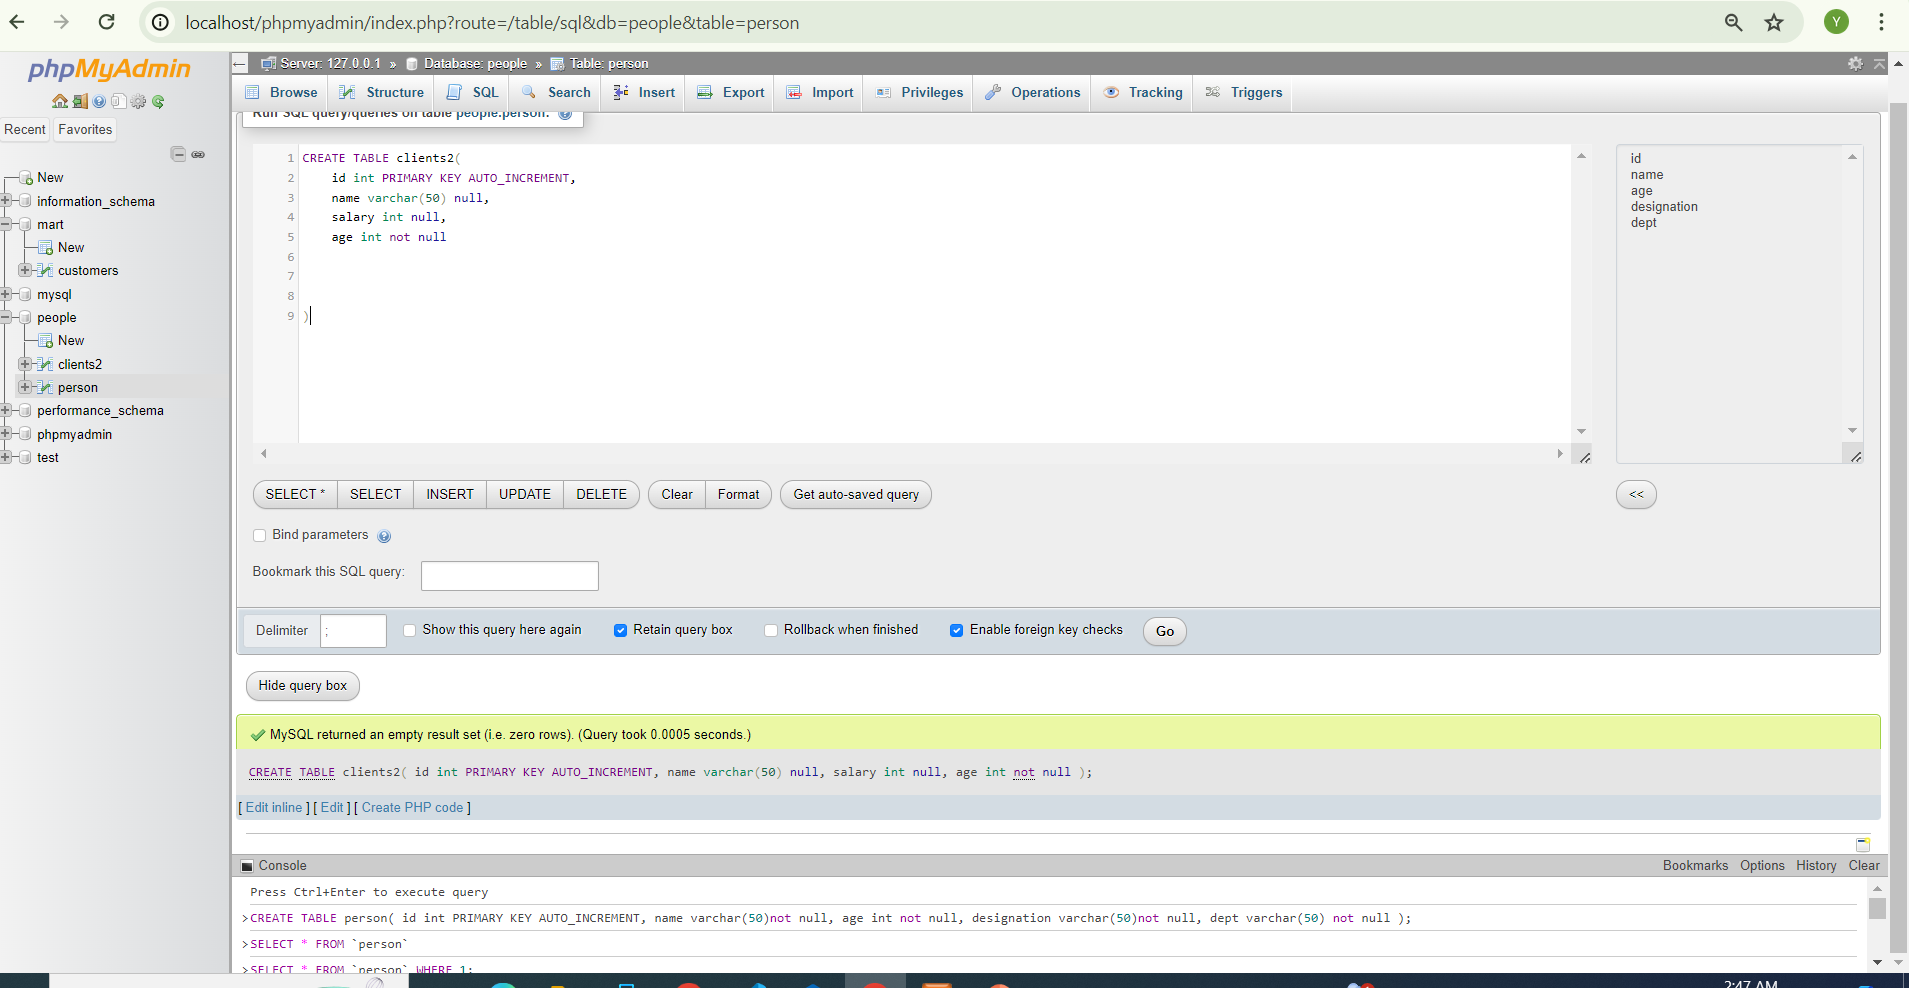 localhost/phpmyadmin/index.php?route=/table/sql&db=people&table=person
Y
phpMyAdmin
Recent
Favorites
New
information_schema
mart
New
customers
mysql
people
New
clients2
person
performance_schema
phpmyadmin
test
Server: 127.0.0.1 » Database: people » Table: person
Browse Structure SQL Search Insert Export Import Privileges Operations Tracking Triggers
Run SQL query/queries on table people.person:
1 CREATE TABLE clients2(
2 id int PRIMARY KEY AUTO_INCREMENT,
3 name varchar(50) null,
4 salary int null,
5 age int not null
6
7
8
9 )
id
name
age
designation
dept
SELECT * SELECT INSERT UPDATE DELETE Clear Format Get auto-saved query <<
Bind parameters
Bookmark this SQL query:
Delimiter ; Show this query here again Retain query box Rollback when finished Enable foreign key checks Go
Hide query box
MySQL returned an empty result set (i.e. zero rows). (Query took 0.0005 seconds.)
CREATE TABLE clients2( id int PRIMARY KEY AUTO_INCREMENT, name varchar(50) null, salary int null, age int not null );
[ Edit inline ] [ Edit ] [ Create PHP code ]
Console Bookmarks Options History Clear
Press Ctrl+Enter to execute query
>CREATE TABLE person( id int PRIMARY KEY AUTO_INCREMENT, name varchar(50)not null, age int not null, designation varchar(50)not null, dept varchar(50) not null );
>SELECT * FROM `person`
>SELECT * FROM `person` WHERE 1;
2:47 AM